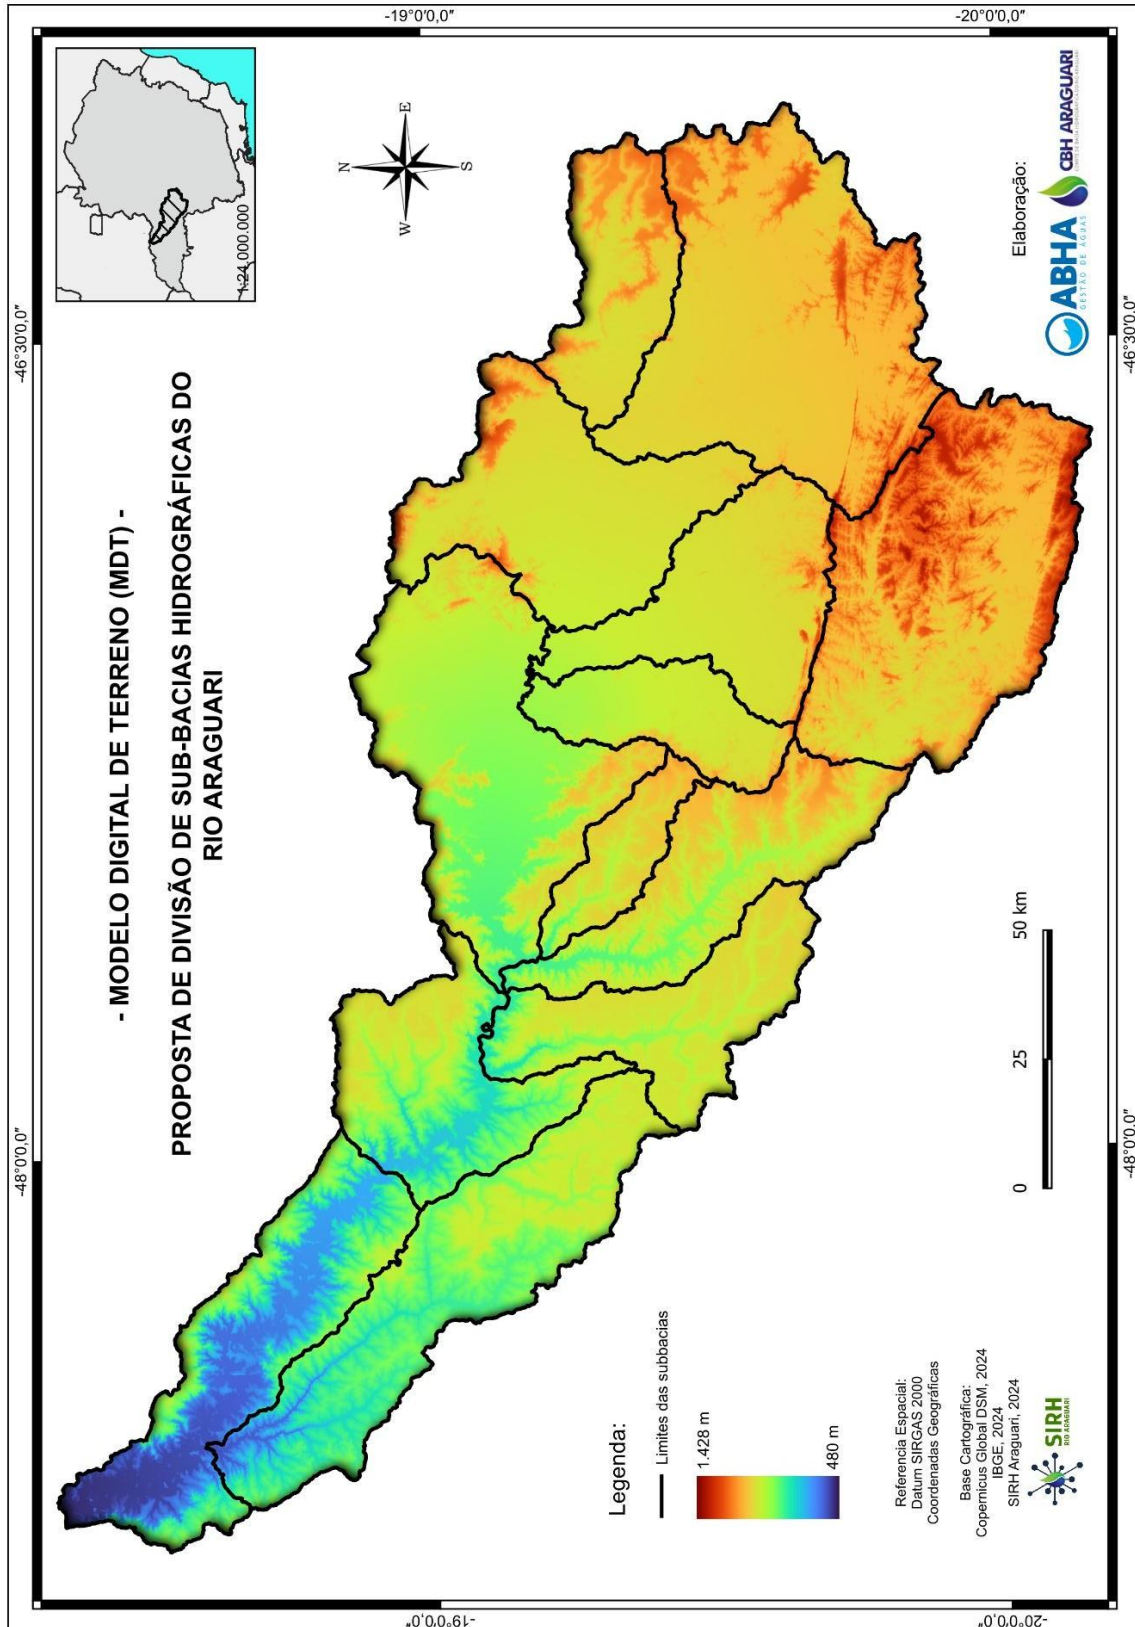 - MODELO DIGITAL DE TERRENO (MDT) -
PROPOSTA DE DIVISÃO DE SUB-BACIAS HIDROGRÁFICAS DO
RIO ARAGUARI
-48°0'0,0"
-46°30'0,0"
-19°0'0,0"
-20°0'0,0"
1:24.000.000
N
W
E
S
Legenda:
Limites das subbacias
1.428 m
480 m
0
25
50 km
Referencia Espacial:
Datum SIRGAS 2000
Coordenadas Geográficas
Base Cartográfica:
Copernicus Global DSM, 2024
IBGE, 2024
SIRH Araguari, 2024
SIRH
RIO ARAGUARI
Elaboração:
ABHA
GESTÃO DE ÁGUAS
CBH ARAGUARI
-19°0'0,0"
-20°0'0,0"
-48°0'0,0"
-46°30'0,0"